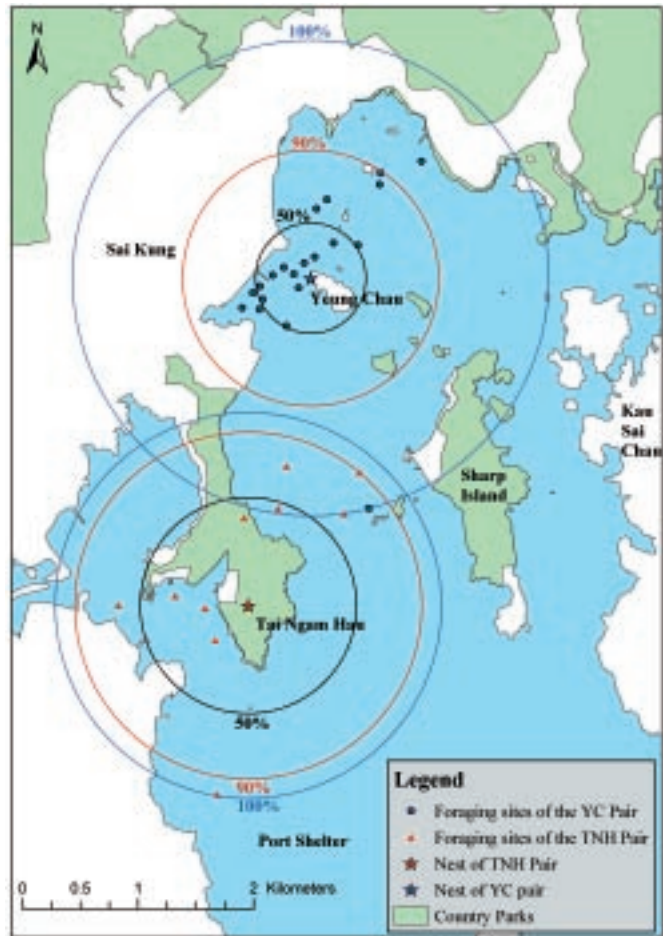 N
100%
90%
50%
Sai Kung
Yeung Chau
Kau
Sai
Chau
Sharp
Island
Tai Ngam Hau
50%
90%
100%
Port Shelter
Legend
Foraging sites of the YC Pair
Foraging sites of the TNH Pair
Nest of TNH Pair
Nest of YC pair
Country Parks
0 0.5 1 2 Kilometers